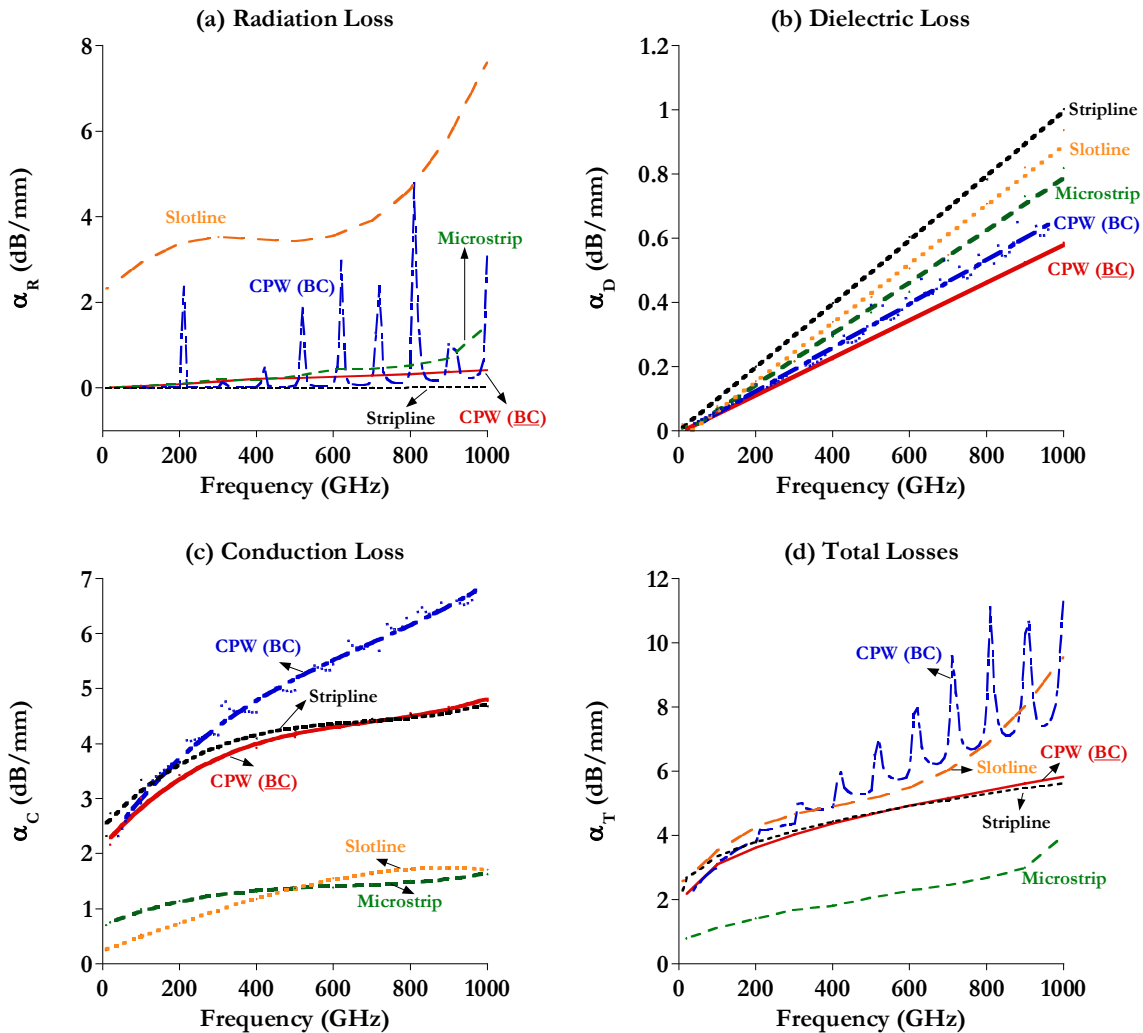 (a) Radiation Loss
8
6
4
2
0
α_R (dB/mm)
Slotline
CPW (BC)
Microstrip
Stripline
CPW (BC)
0 200 400 600 800 1000
Frequency (GHz)
(b) Dielectric Loss
1.2
1
0.8
0.6
0.4
0.2
0
α_D (dB/mm)
Stripline
Slotline
Microstrip
CPW (BC)
CPW (BC)
0 200 400 600 800 1000
Frequency (GHz)
(c) Conduction Loss
7
6
5
4
3
2
1
0
α_C (dB/mm)
CPW (BC)
Stripline
CPW (BC)
Slotline
Microstrip
0 200 400 600 800 1000
Frequency (GHz)
(d) Total Losses
12
10
8
6
4
2
0
α_T (dB/mm)
CPW (BC)
CPW (BC)
Slotline
Stripline
Microstrip
0 200 400 600 800 1000
Frequency (GHz)